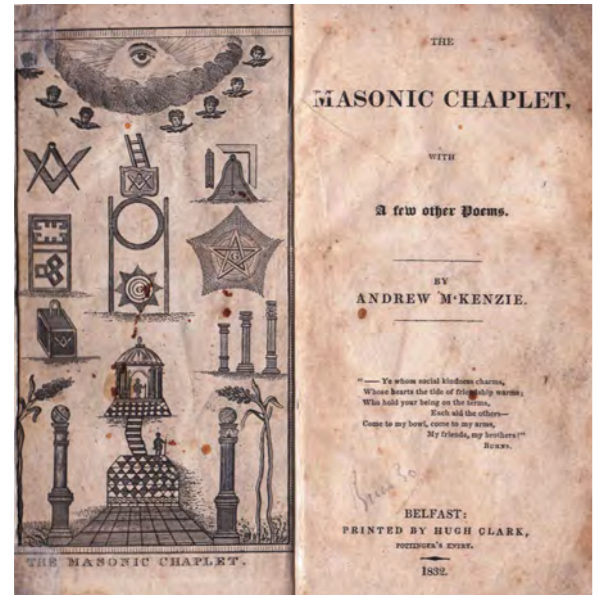 THE MASONIC CHAPLET.
THE
MASONIC CHAPLET,
WITH
A few other Poems.
BY
ANDREW M'KENZIE.
"—— Ye whom social kindness charms,
Whose hearts the tide of friendship warms;
Who hold your being on the terms,
Each aid the others—
Come to my bowl, come to my arms,
My friends, my brothers!"
BURNS.
BELFAST:
PRINTED BY HUGH CLARK,
POTTINGER'S ENTRY.
1832.